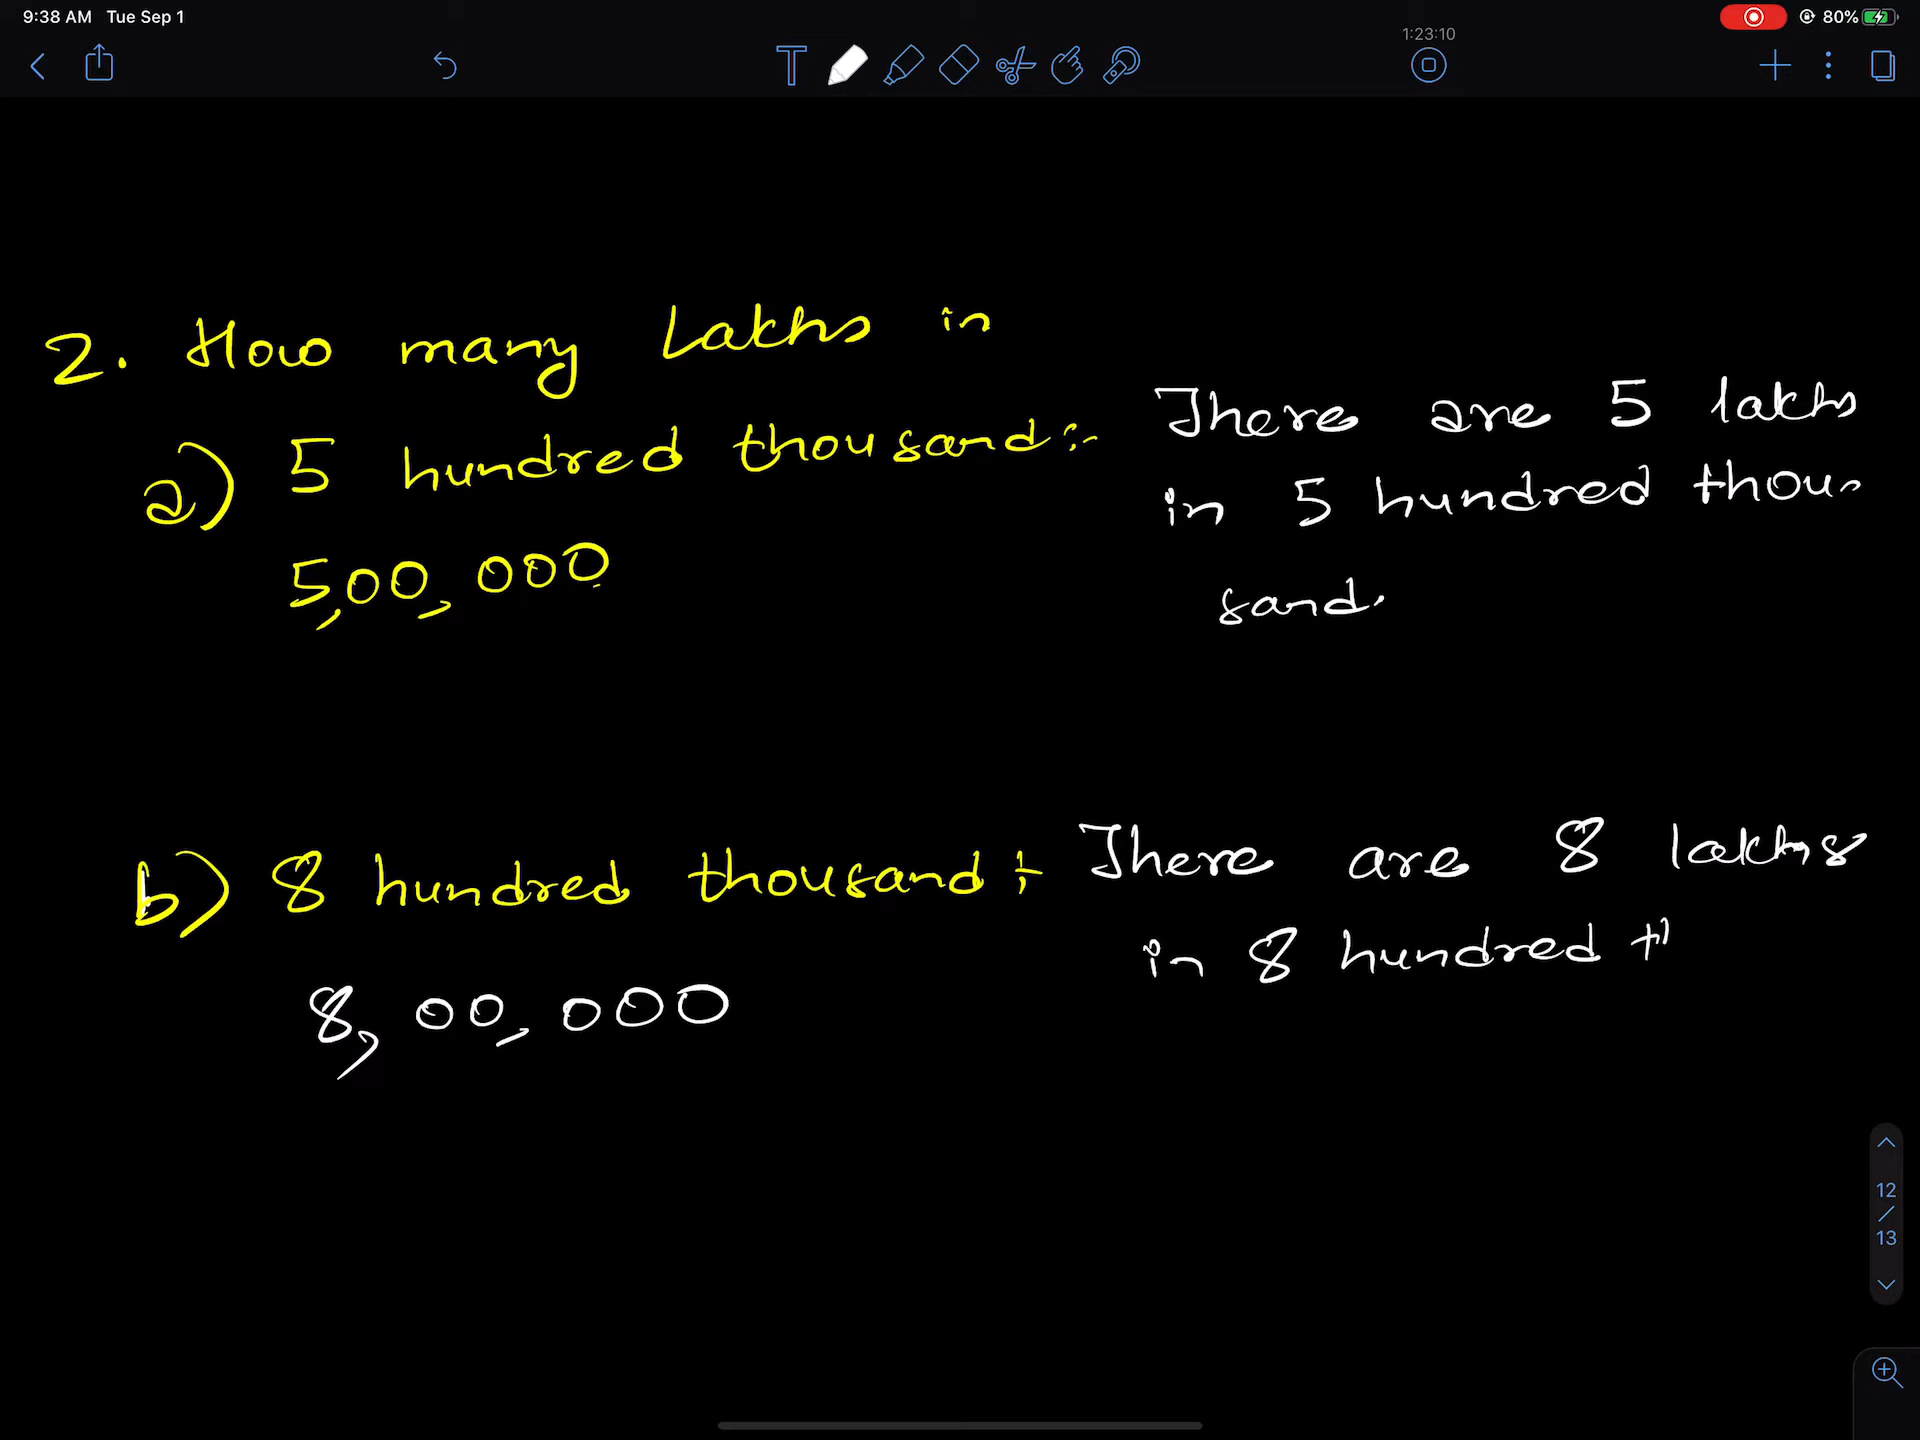 9:38 AM Tue Sep 1
80%
1:23:10
2. How many Lakhs in
a) 5 hundred thousand:-
5,00,000
There are 5 lakhs
in 5 hundred thou-
sand.
b) 8 hundred thousand :-
8,00,000
There are 8 lakhs
in 8 hundred th
12
/
13